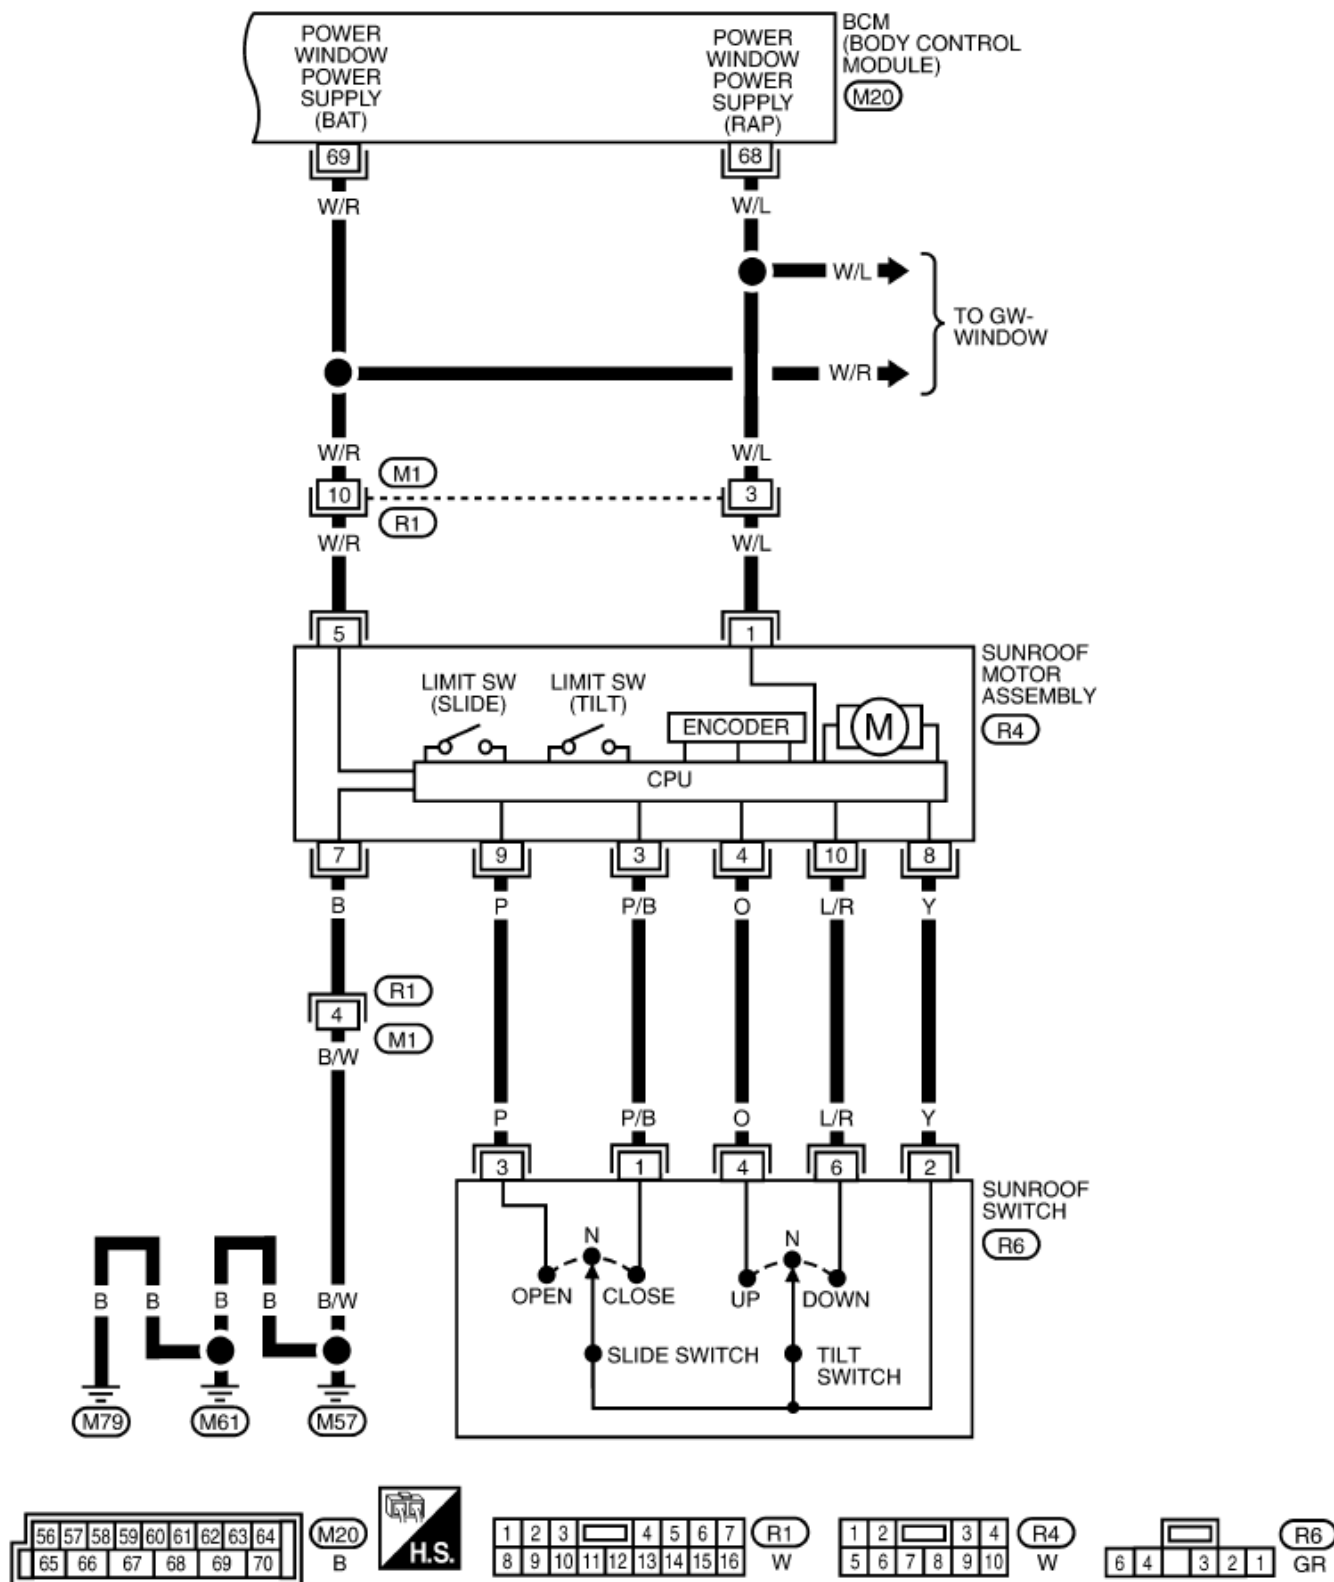 POWER
WINDOW
POWER
SUPPLY
(BAT)
POWER
WINDOW
POWER
SUPPLY
(RAP)
BCM
(BODY CONTROL
MODULE)
M20
69
68
W/R
W/L
W/L
TO GW-
WINDOW
W/R
W/R
W/L
M1
10
3
R1
W/R
W/L
5
1
SUNROOF
MOTOR
ASSEMBLY
R4
LIMIT SW
(SLIDE)
LIMIT SW
(TILT)
ENCODER
M
CPU
7 9 3 4 10 8
B P P/B O L/R Y
R1
4
M1
B/W
P P/B O L/R Y
3 1 4 6 2
SUNROOF
SWITCH
R6
N
N
OPEN CLOSE
UP DOWN
SLIDE SWITCH
TILT
SWITCH
B B B B B/W
M79 M61 M57
56 57 58 59 60 61 62 63 64
65 66 67 68 69 70
M20
B
H.S.
1 2 3 4 5 6 7
8 9 10 11 12 13 14 15 16
R1
W
1 2 3 4
5 6 7 8 9 10
R4
W
6 4 3 2 1
R6
GR